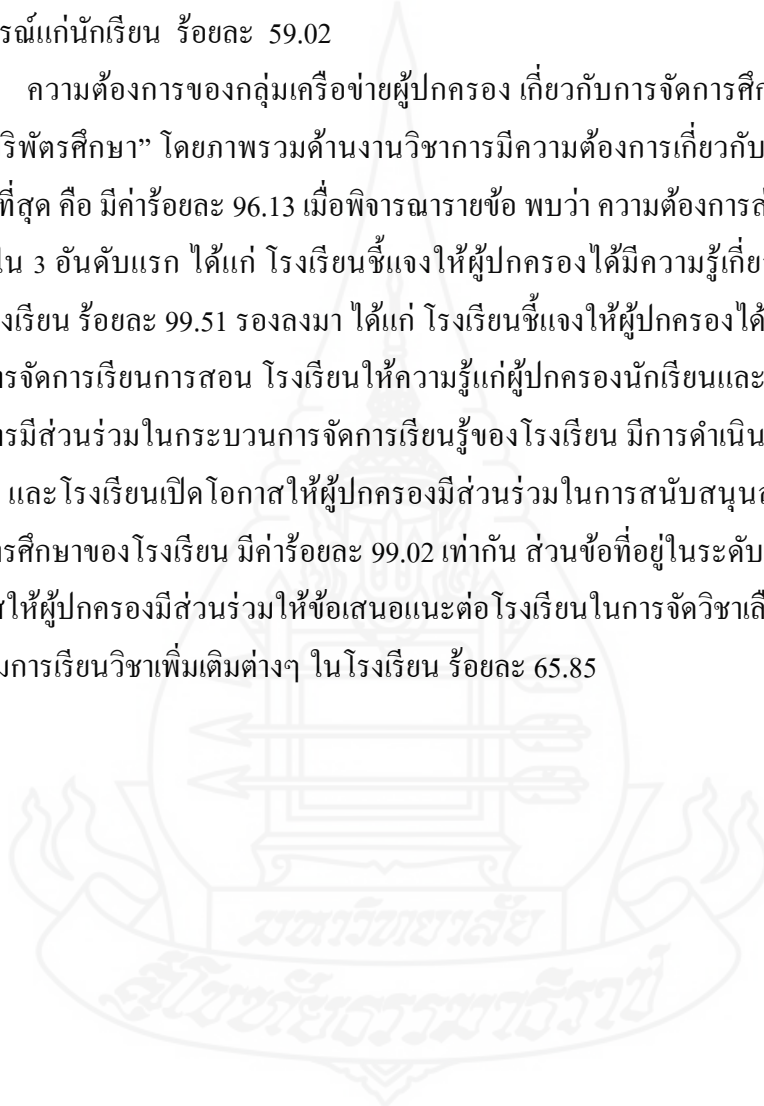 รณ์แก่นักเรียน ร้อยละ 59.02
ความต้องการของกลุ่มเครือข่ายผู้ปกครอง เกี่ยวกับการจัดการศึก
ริพัตรศึกษา” โดยภาพรวมด้านงานวิชาการมีความต้องการเกี่ยวกับ
ที่สุด คือ มีค่าร้อยละ 96.13 เมื่อพิจารณารายข้อ พบว่า ความต้องการส่
ใน 3 อันดับแรก ได้แก่ โรงเรียนชี้แจงให้ผู้ปกครองได้มีความรู้เกี่ย
งเรียน ร้อยละ 99.51 รองลงมา ได้แก่ โรงเรียนชี้แจงให้ผู้ปกครองได้
ารจัดการเรียนการสอน โรงเรียนให้ความรู้แก่ผู้ปกครองนักเรียนและ
ารมีส่วนร่วมในกระบวนการจัดการเรียนรู้ของโรงเรียน มีการดำเนิน
และโรงเรียนเปิดโอกาสให้ผู้ปกครองมีส่วนร่วมในการสนับสนุนส
รศึกษาของโรงเรียน มีค่าร้อยละ 99.02 เท่ากัน ส่วนข้อที่อยู่ในระดับ
สให้ผู้ปกครองมีส่วนร่วมให้ข้อเสนอแนะต่อโรงเรียนในการจัดวิชาเลื
มการเรียนวิชาเพิ่มเติมต่างๆ ในโรงเรียน ร้อยละ 65.85
มหาวิทยาลัย
สุโขทัยธรรมาธิราช